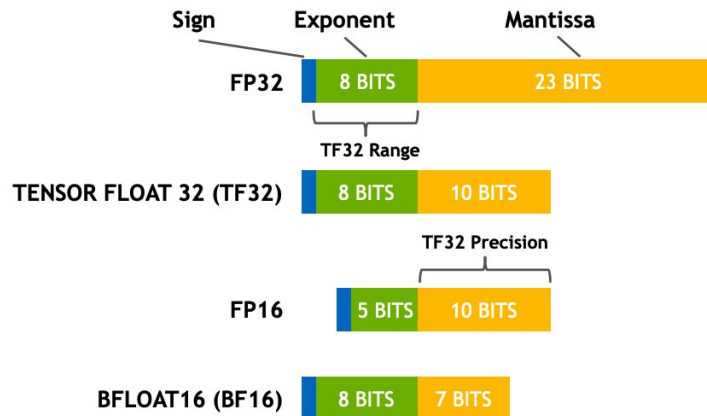 Sign Exponent Mantissa
FP32 8 BITS 23 BITS
TF32 Range
TENSOR FLOAT 32 (TF32) 8 BITS 10 BITS
TF32 Precision
FP16 5 BITS 10 BITS
BFLOAT16 (BF16) 8 BITS 7 BITS